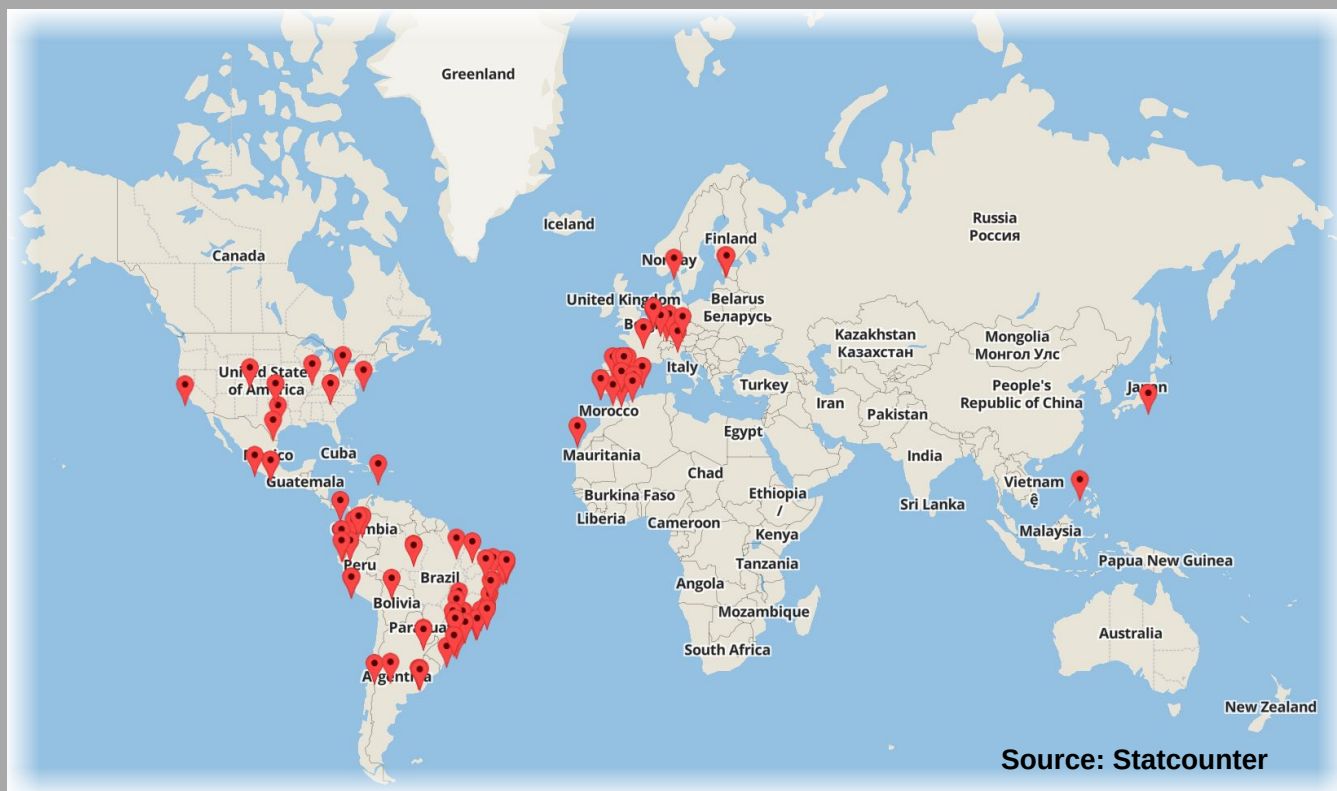 Greenland
Iceland
Russia
Россия
Finland
Canada
United Kingdom
Belarus
Беларусь
Kazakhstan
Казахстан
Mongolia
Монгол Улс
of America
Italy
Turkey
People's
Republic of China
Iran
Pakistan
Morocco
Egypt
Cuba
Mauritania
India
Guatemala
Chad
Vietnam
Burkina Faso
Ethiopia
/
Sri Lanka
Liberia
Cameroon
Kenya
Malaysia
Peru
Tanzania
Papua New Guinea
Brazil
Angola
Bolivia
Mozambique
Australia
South Africa
New Zealand
Source: Statcounter